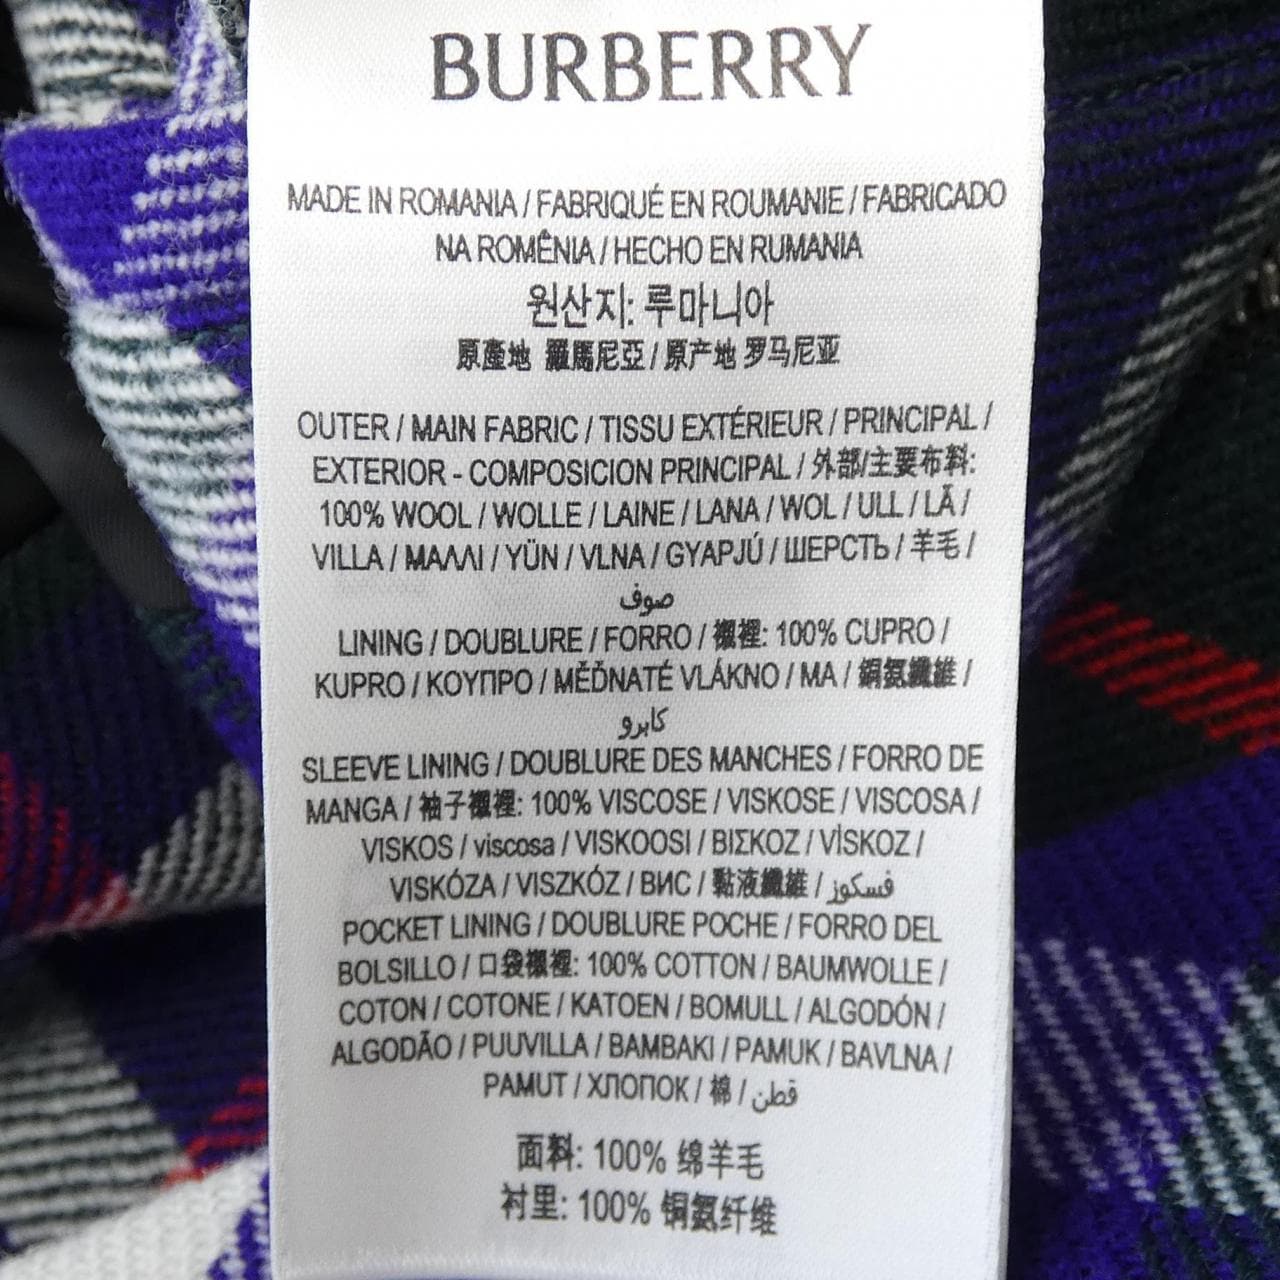 BURBERRY
MADE IN ROMANIA / FABRIQUÉ EN ROUMANIE / FABRICADO
NA ROMÊNIA / HECHO EN RUMANIA
원산지: 루마니아
原產地 羅馬尼亞 / 原产地 罗马尼亚
OUTER / MAIN FABRIC / TISSU EXTÉRIEUR / PRINCIPAL /
EXTERIOR - COMPOSICION PRINCIPAL / 外部/主要布料:
100% WOOL / WOLLE / LAINE / LANA / WOL / ULL / LÃ /
VILLA / ΜΑΛΛΙ / YÜN / VLNA / GYAPJÚ / ШЕРСТЬ / 羊毛 /
صوف
LINING / DOUBLURE / FORRO / 襯裡: 100% CUPRO /
KUPRO / ΚΟΥΠΡΟ / MĚĎNATÉ VLÁKNO / MA / 銅氨纖維 /
كابرو
SLEEVE LINING / DOUBLURE DES MANCHES / FORRO DE
MANGA / 袖子襯裡: 100% VISCOSE / VISKOSE / VISCOSA /
VISKOS / viscosa / VISKOOSI / ΒΙΣΚΟΖ / VİSKOZ /
VISKÓZA / VISZKÓZ / ВИС / 黏液纖維 / فسكوز
POCKET LINING / DOUBLURE POCHE / FORRO DEL
BOLSILLO / 口袋襯裡: 100% COTTON / BAUMWOLLE /
COTON / COTONE / KATOEN / BOMULL / ALGODÓN /
ALGODÃO / PUUVILLA / BAMBAKI / PAMUK / BAVLNA /
PAMUT / ХЛОПОК / 棉 / قطن
面料: 100% 绵羊毛
衬里: 100% 铜氨纤维